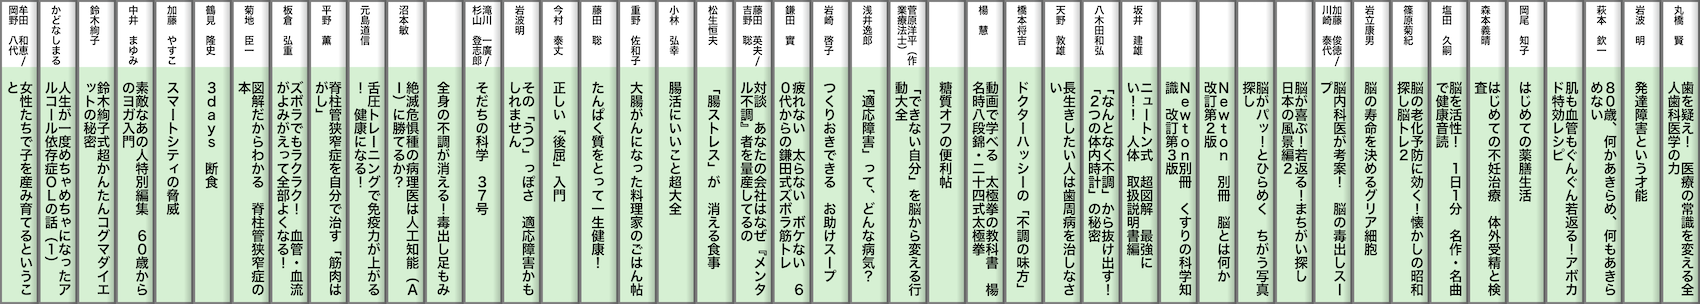 丸橋　賢
歯を疑え！　医療の常識を変える全
人歯科医学の力
岩波　明
発達障害という才能
萩本　欽一
８０歳、何かあきらめ、何もあきら
めない
肌も血管もぐんぐん若返る！アボカ
ド特効レシピ
岡尾　知子
はじめての薬膳生活
森本義晴
はじめての不妊治療　体外受精と検
査
塩田　久嗣
脳を活性！　１日１分　名作・名曲
で健康音読
篠原菊紀
脳の老化予防に効く！懐かしの昭和
探し脳トレ２
岩立康男
脳の寿命を決めるグリア細胞
加藤　俊徳/
川﨑　泰代
脳内科医が考案！　脳の毒出しスー
プ
脳が喜ぶ！若返る！まちがい探し
日本の風景編２
脳がパッ！とひらめく　ちがう写真
探し
Ｎｅｗｔｏｎ　別冊　脳とは何か
改訂第２版
Ｎｅｗｔｏｎ別冊　くすりの科学知
識　改訂第３版
坂井　建雄
ニュートン式　超図解　最強に
い！！　人体　取扱説明書編
八木田和弘
「なんとなく不調」から抜け出す！
「２つの体内時計」の秘密
天野　敦雄
長生きしたい人は歯周病を治しなさ
い
橋本将吉
ドクターハッシーの「不調の味方」
楊　慧
動画で学べる　太極拳の教科書　楊
名時八段錦・二十四式太極拳
糖質オフの便利帖
菅原洋平（作
業療法士）
「できない自分」を脳から変える行
動大全
浅井逸郎
「適応障害」って、どんな病気？
岩崎　啓子
つくりおきできる　お助けスープ
鎌田　實
疲れない　太らない　ボケない　６
０代からの鎌田式ズボラ筋トレ
藤田　英夫/
吉野　聡
対談　あなたの会社はなぜ『メンタ
ル不調』者を量産してるの
松生恒夫
「腸ストレス」が　消える食事
小林　弘幸
腸活にいいこと超大全
重野　佐和子
大腸がんになった料理家のごはん帖
藤田　聡
たんぱく質をとって一生健康！
今村　泰丈
正しい「後屈」入門
岩波明
その「うつ」っぽさ　適応障害かも
しれません
滝川　一廣/
杉山　登志郎
そだちの科学　３７号
全身の不調が消える！毒出し足もみ
沼本敏
絶滅危惧種の病理医は人工知能（Ａ
Ｉ）に勝てるか？
元島道信
舌圧トレーニングで免疫力が上がる
！　健康になる！
平野　薫
脊柱管狭窄症を自分で治す「筋肉は
がし」
板倉　弘重
ズボラでもラクラク！　血管・血流
がよみがえって全部よくなる！
菊地　臣一
図解だからわかる　脊柱管狭窄症の
本
鶴見　隆史
３ｄａｙｓ　断食
加藤　やすこ
スマートシティの脅威
中井　まゆみ
素敵なあの人特別編集　６０歳から
のヨガ入門
鈴木絢子
鈴木絢子式超かんたんコグマダイエ
ットの秘密
かどなしまる
人生が一度めちゃめちゃになったア
ルコール依存症ＯＬの話（１）
牟田　和恵/
岡野　八代
女性たちで子を産み育てるというこ
と